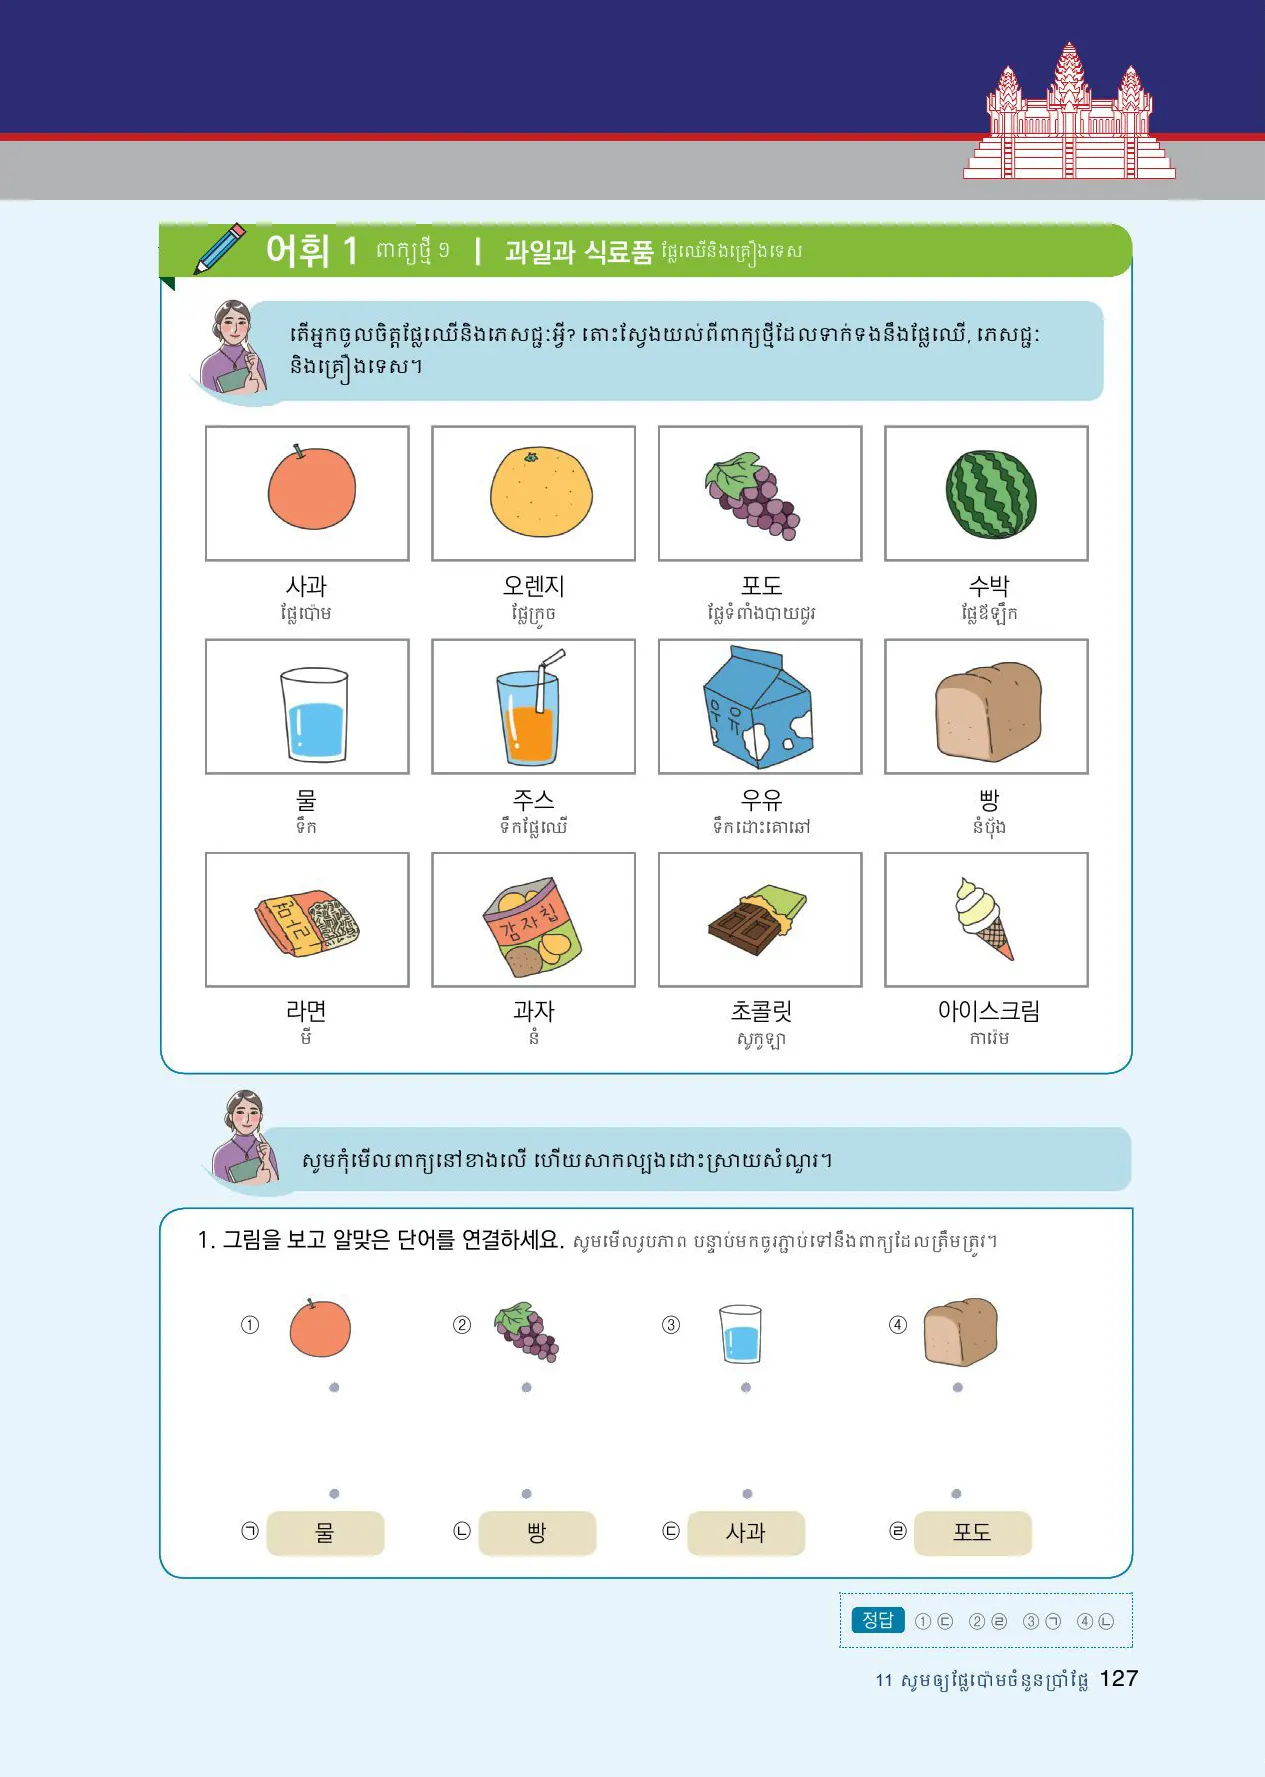 어휘 1 ពាក្យថ្មី ១ | 과일과 식료품 ផ្លែឈើនិងគ្រឿងទេស
តើអ្នកចូលចិត្តផ្លែឈើនិងភេសជ្ជៈអ្វី? តោះស្វែងយល់ពីពាក្យថ្មីដែលទាក់ទងនឹងផ្លែឈើ, ភេសជ្ជៈ
និងគ្រឿងទេស។
사과 오렌지 포도 수박
ផ្លែប៉ោម ផ្លែក្រូច ផ្លែទំពាំងបាយជូរ ផ្លែឪឡឹក
우유
물 주스 우유 빵
ទឹក ទឹកផ្លែឈើ ទឹកដោះគោឆៅ នំប៉័ង
감자칩
라면 과자 초콜릿 아이스크림
មី នំ សូកូឡា ការ៉េម
សូមកុំមើលពាក្យនៅខាងលើ ហើយសាកល្បងដោះស្រាយសំណួរ។
1. 그림을 보고 알맞은 단어를 연결하세요. សូមមើលរូបភាព បន្ទាប់មកចូរភ្ជាប់ទៅនឹងពាក្យដែលត្រឹមត្រូវ។
① ② ③ ④
㉠ 물 ㉡ 빵 ㉢ 사과 ㉣ 포도
정답 ① ㉢ ② ㉣ ③ ㉠ ④ ㉡
11 សូមឲ្យផ្លែប៉ោមចំនួនប្រាំផ្លែ 127